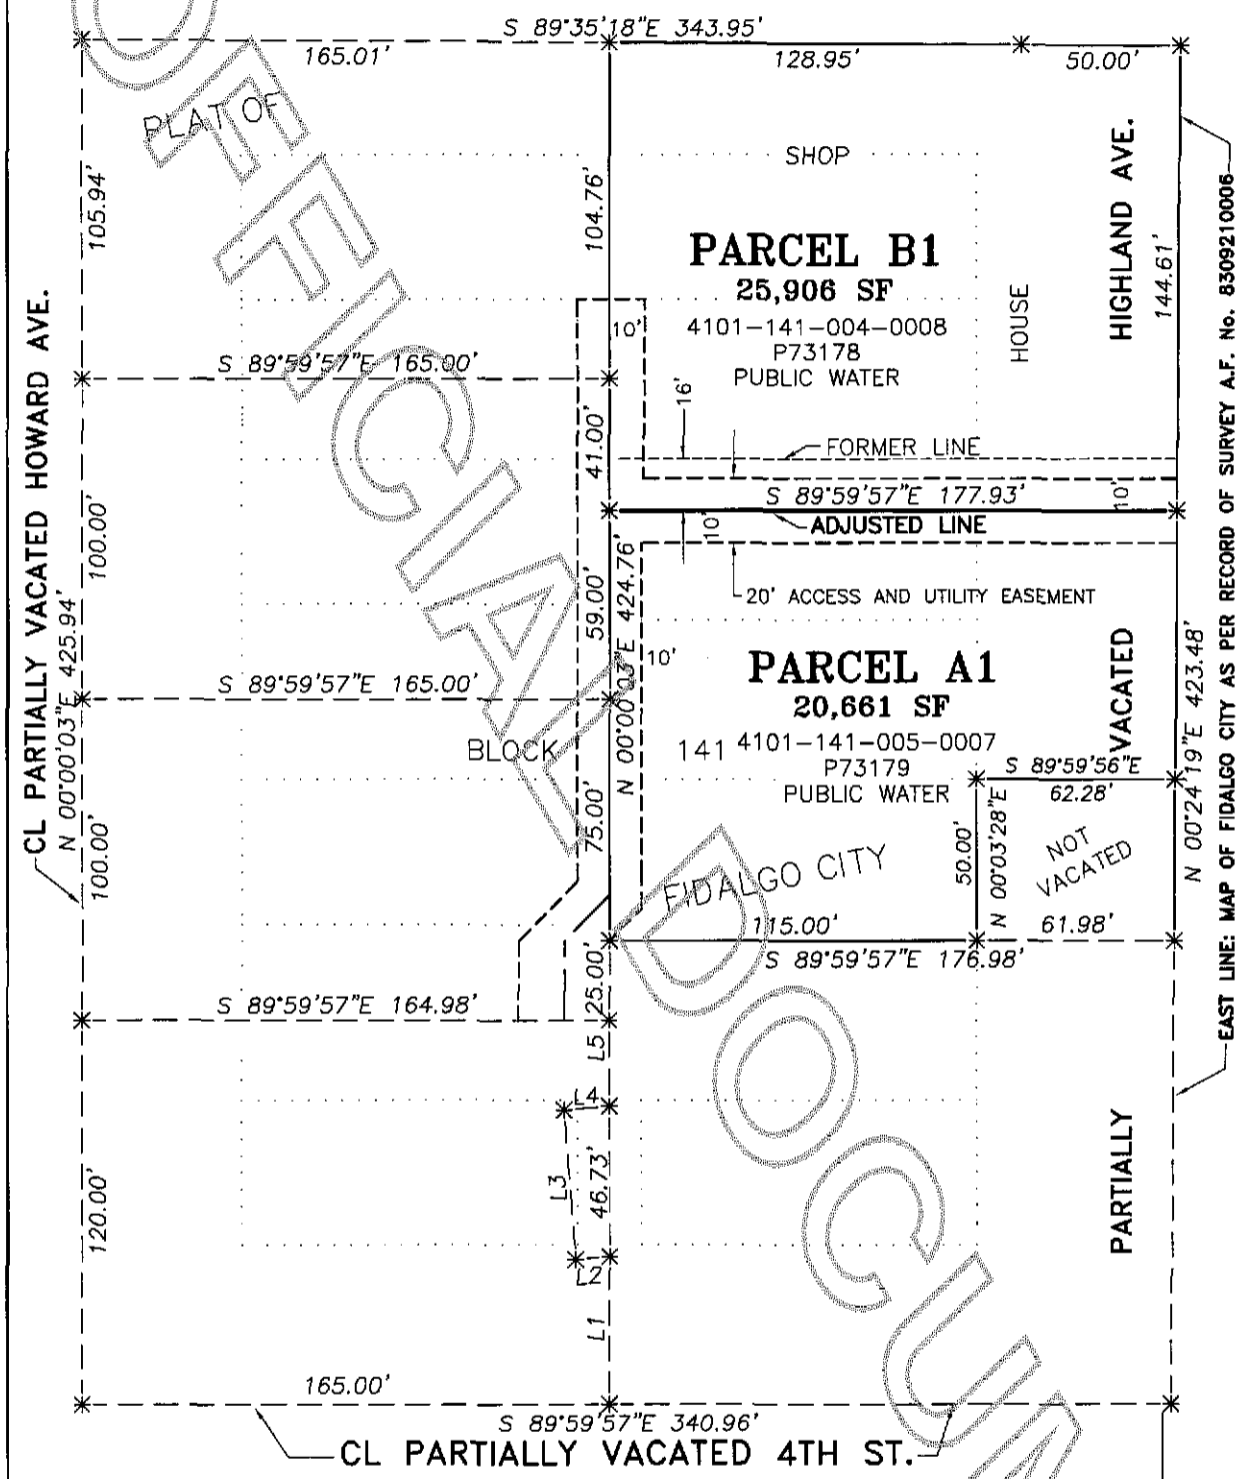 S 89°35'18"E 343.95'
165.01'
128.95'
50.00'
PLAT OF
SHOP
105.94'
104.76'
HIGHLAND AVE.
144.61'
PARCEL B1
25,906 SF
4101-141-004-0008
P73178
PUBLIC WATER
HOUSE
10'
S 89°59'57"E 165.00'
16'
41.00'
FORMER LINE
S 89°59'57"E 177.93'
10'
10'
ADJUSTED LINE
CL PARTIALLY VACATED HOWARD AVE.
N 00°00'03"E 425.94'
100.00'
59.00'
N 00°00'03"E 424.76'
20' ACCESS AND UTILITY EASEMENT
10'
PARCEL A1
20,661 SF
S 89°59'57"E 165.00'
BLOCK
141
4101-141-005-0007
P73179
PUBLIC WATER
VACATED
S 89°59'56"E
62.28'
N 00°24'19"E 423.48'
100.00'
75.00'
50.00'
N 00°03'28"E
NOT
VACATED
FIDALGO CITY
115.00'
61.98'
S 89°59'57"E 176.98'
25.00'
S 89°59'57"E 164.98'
EAST LINE: MAP OF FIDALGO CITY AS PER RECORD OF SURVEY A.F. No. 8309210006
L5
L4
L3
46.73'
120.00'
PARTIALLY
L2
L1
165.00'
S 89°59'57"E 340.96'
CL PARTIALLY VACATED 4TH ST.
OFFICIAL DOCUM